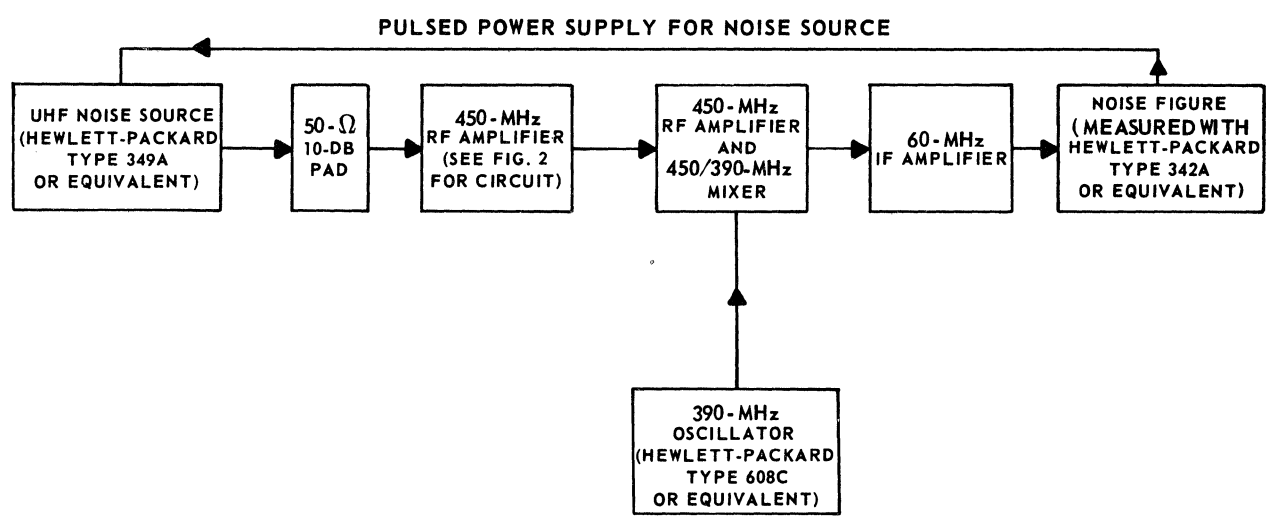 PULSED POWER SUPPLY FOR NOISE SOURCE
UHF NOISE SOURCE
(HEWLETT-PACKARD
TYPE 349A
OR EQUIVALENT)
50-Ω
10-DB
PAD
450-MHz
RF AMPLIFIER
(SEE FIG. 2
FOR CIRCUIT)
450-MHz
RF AMPLIFIER
AND
450/390-MHz
MIXER
60-MHz
IF AMPLIFIER
NOISE FIGURE
(MEASURED WITH
HEWLETT-PACKARD
TYPE 342A
OR EQUIVALENT)
390-MHz
OSCILLATOR
(HEWLETT-PACKARD
TYPE 608C
OR EQUIVALENT)